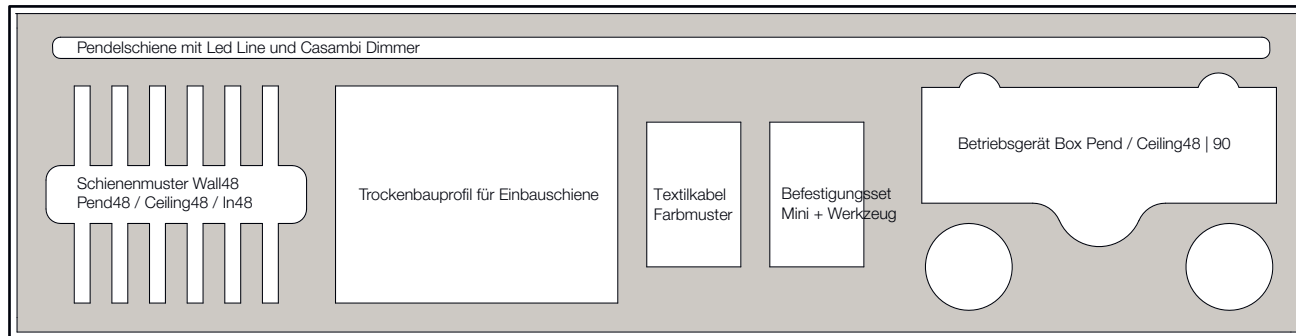 Pendelschiene mit Led Line und Casambi Dimmer
Schienenmuster Wall48
Pend48 / Ceiling48 / In48
Trockenbauprofil für Einbauschiene
Textilkabel
Farbmuster
Befestigungsset
Mini + Werkzeug
Betriebsgerät Box Pend / Ceiling48 | 90